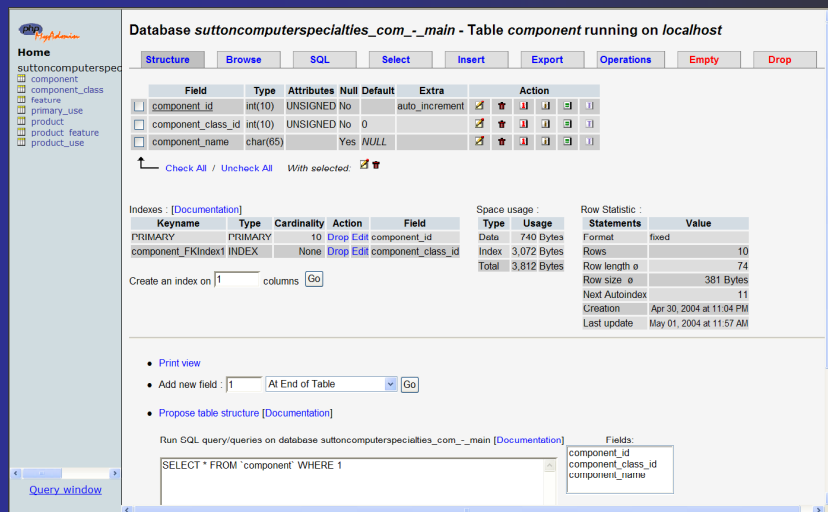 php
MyAdmin
Home
suttoncomputerspec
component
component_class
feature
primary_use
product
product_feature
product_use
Query window
Database suttoncomputerspecialties_com_-_main - Table component running on localhost
Structure Browse SQL Select Insert Export Operations Empty Drop
Field Type Attributes Null Default Extra Action
component_id int(10) UNSIGNED No auto_increment
component_class_id int(10) UNSIGNED No 0
component_name char(65) Yes NULL
Check All / Uncheck All With selected:
Indexes : [Documentation]
Keyname Type Cardinality Action Field
PRIMARY PRIMARY 10 Drop Edit component_id
component_FKIndex1 INDEX None Drop Edit component_class_id
Create an index on 1 columns Go
Space usage :
Type Usage
Data 740 Bytes
Index 3,072 Bytes
Total 3,812 Bytes
Row Statistic :
Statements Value
Format fixed
Rows 10
Row length ø 74
Row size ø 381 Bytes
Next Autoindex 11
Creation Apr 30, 2004 at 11:04 PM
Last update May 01, 2004 at 11:57 AM
Print view
Add new field : 1 At End of Table Go
Propose table structure [Documentation]
Run SQL query/queries on database suttoncomputerspecialties_com_-_main [Documentation]
SELECT * FROM `component` WHERE 1
Fields:
component_id
component_class_id
component_name